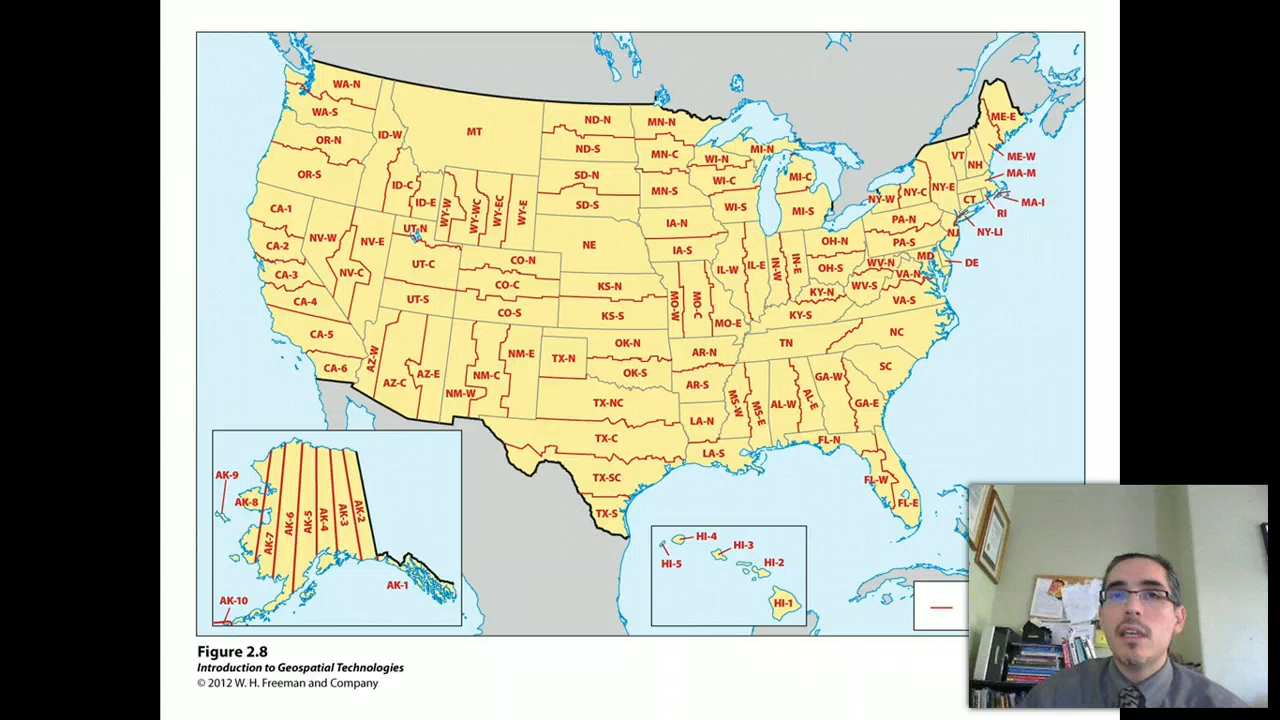 WA-N
WA-S
OR-N
OR-S
ID-W
ID-C
ID-E
MT
ND-N
ND-S
SD-N
SD-S
MN-N
MN-C
MN-S
WI-N
WI-C
WI-S
MI-N
MI-C
MI-S
ME-E
ME-W
VT
NH
MA-M
MA-I
CT
RI
NY-W
NY-C
NY-E
NY-LI
PA-N
PA-S
NJ
DE
MD
CA-1
CA-2
CA-3
CA-4
CA-5
CA-6
NV-W
NV-C
NV-E
UT-N
UT-C
UT-S
WY-W
WY-WC
WY-EC
WY-E
CO-N
CO-C
CO-S
NE
KS-N
KS-S
IA-N
IA-S
MO-W
MO-C
MO-E
IL-W
IL-E
IN-W
IN-E
OH-N
OH-S
KY-N
KY-S
WV-N
WV-S
VA-N
VA-S
AZ-W
AZ-C
AZ-E
NM-W
NM-C
NM-E
TX-N
OK-N
OK-S
TX-NC
TX-C
TX-SC
TX-S
AR-N
AR-S
LA-N
LA-S
TN
NC
SC
MS-W
MS-E
AL-W
AL-E
GA-W
GA-E
FL-N
FL-W
FL-E
AK-9
AK-8
AK-7
AK-6
AK-5
AK-4
AK-3
AK-2
AK-1
AK-10
HI-4
HI-3
HI-5
HI-2
HI-1
Figure 2.8
Introduction to Geospatial Technologies
© 2012 W. H. Freeman and Company